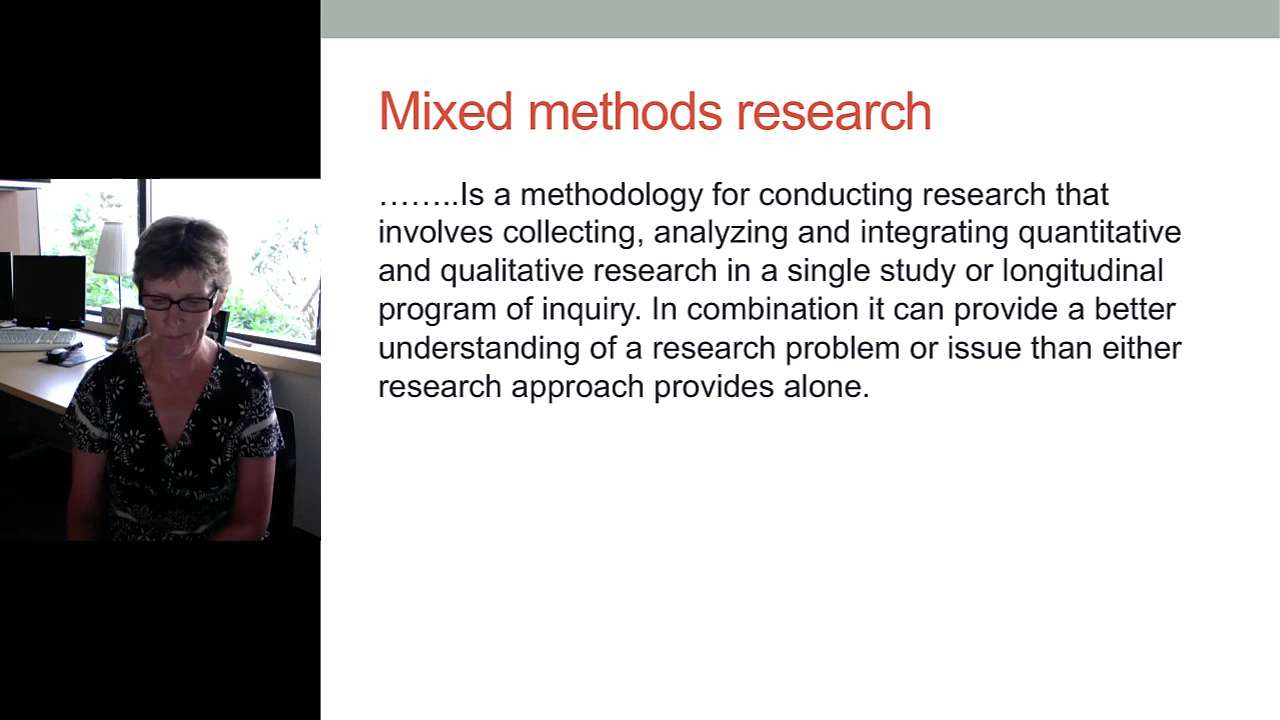 Mixed methods research
……..Is a methodology for conducting research that
involves collecting, analyzing and integrating quantitative
and qualitative research in a single study or longitudinal
program of inquiry. In combination it can provide a better
understanding of a research problem or issue than either
research approach provides alone.